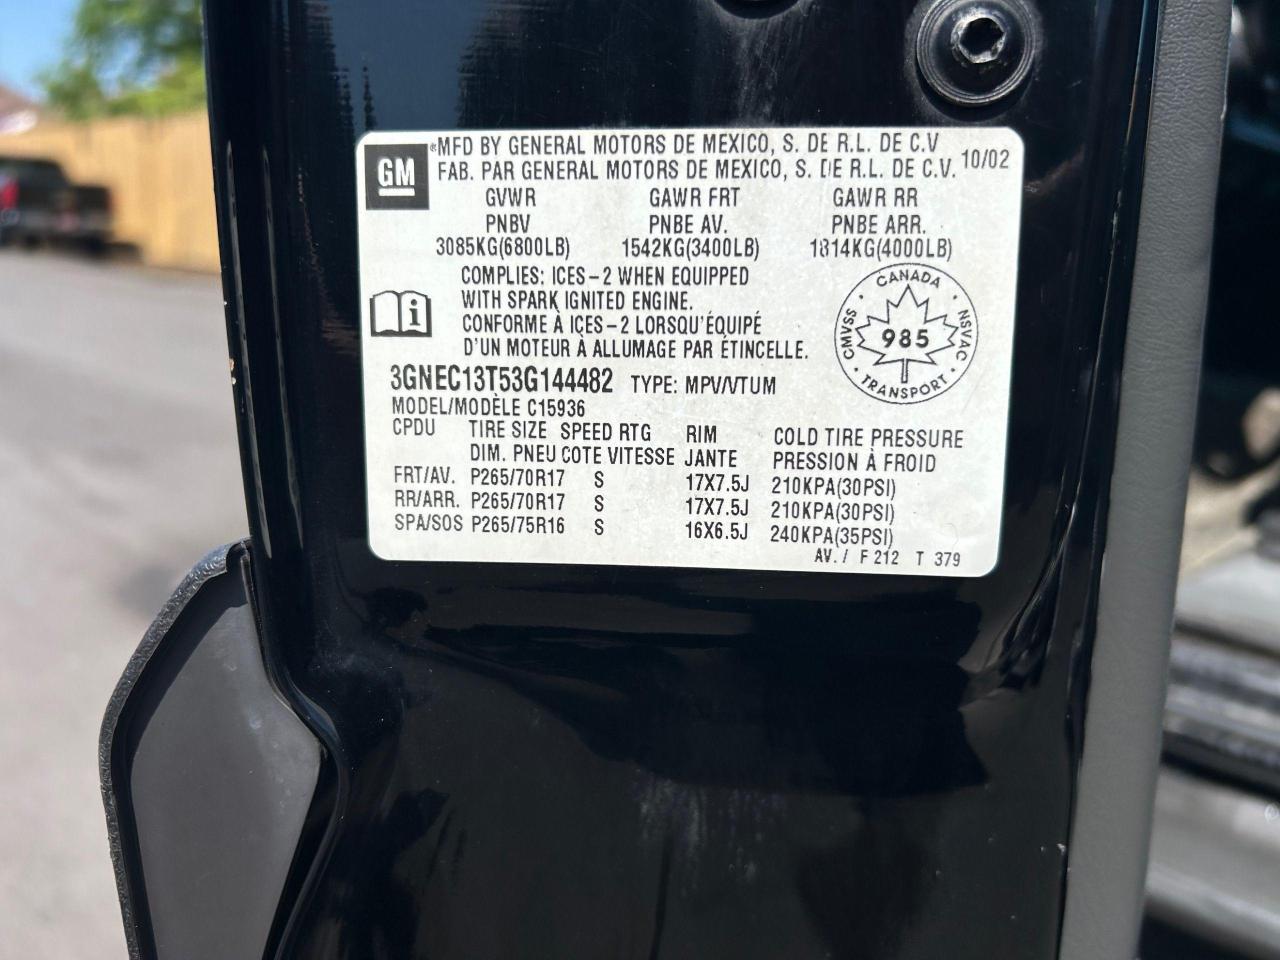 GM
MFD BY GENERAL MOTORS DE MEXICO, S. DE R.L. DE C.V
FAB. PAR GENERAL MOTORS DE MEXICO, S. DE R.L. DE C.V. 10/02
GVWR GAWR FRT GAWR RR
PNBV PNBE AV. PNBE ARR.
3085KG(6800LB) 1542KG(3400LB) 1814KG(4000LB)
COMPLIES: ICES-2 WHEN EQUIPPED
WITH SPARK IGNITED ENGINE.
CONFORME À ICES-2 LORSQU'ÉQUIPÉ
D'UN MOTEUR À ALLUMAGE PAR ÉTINCELLE.
i
CANADA
CMVSS
985
NSVAC
TRANSPORT
3GNEC13T53G144482 TYPE: MPV/VTUM
MODEL/MODÈLE C15936
CPDU TIRE SIZE SPEED RTG RIM COLD TIRE PRESSURE
DIM. PNEU COTE VITESSE JANTE PRESSION À FROID
FRT/AV. P265/70R17 S 17X7.5J 210KPA(30PSI)
RR/ARR. P265/70R17 S 17X7.5J 210KPA(30PSI)
SPA/SOS P265/75R16 S 16X6.5J 240KPA(35PSI)
AV./ F 212 T 379